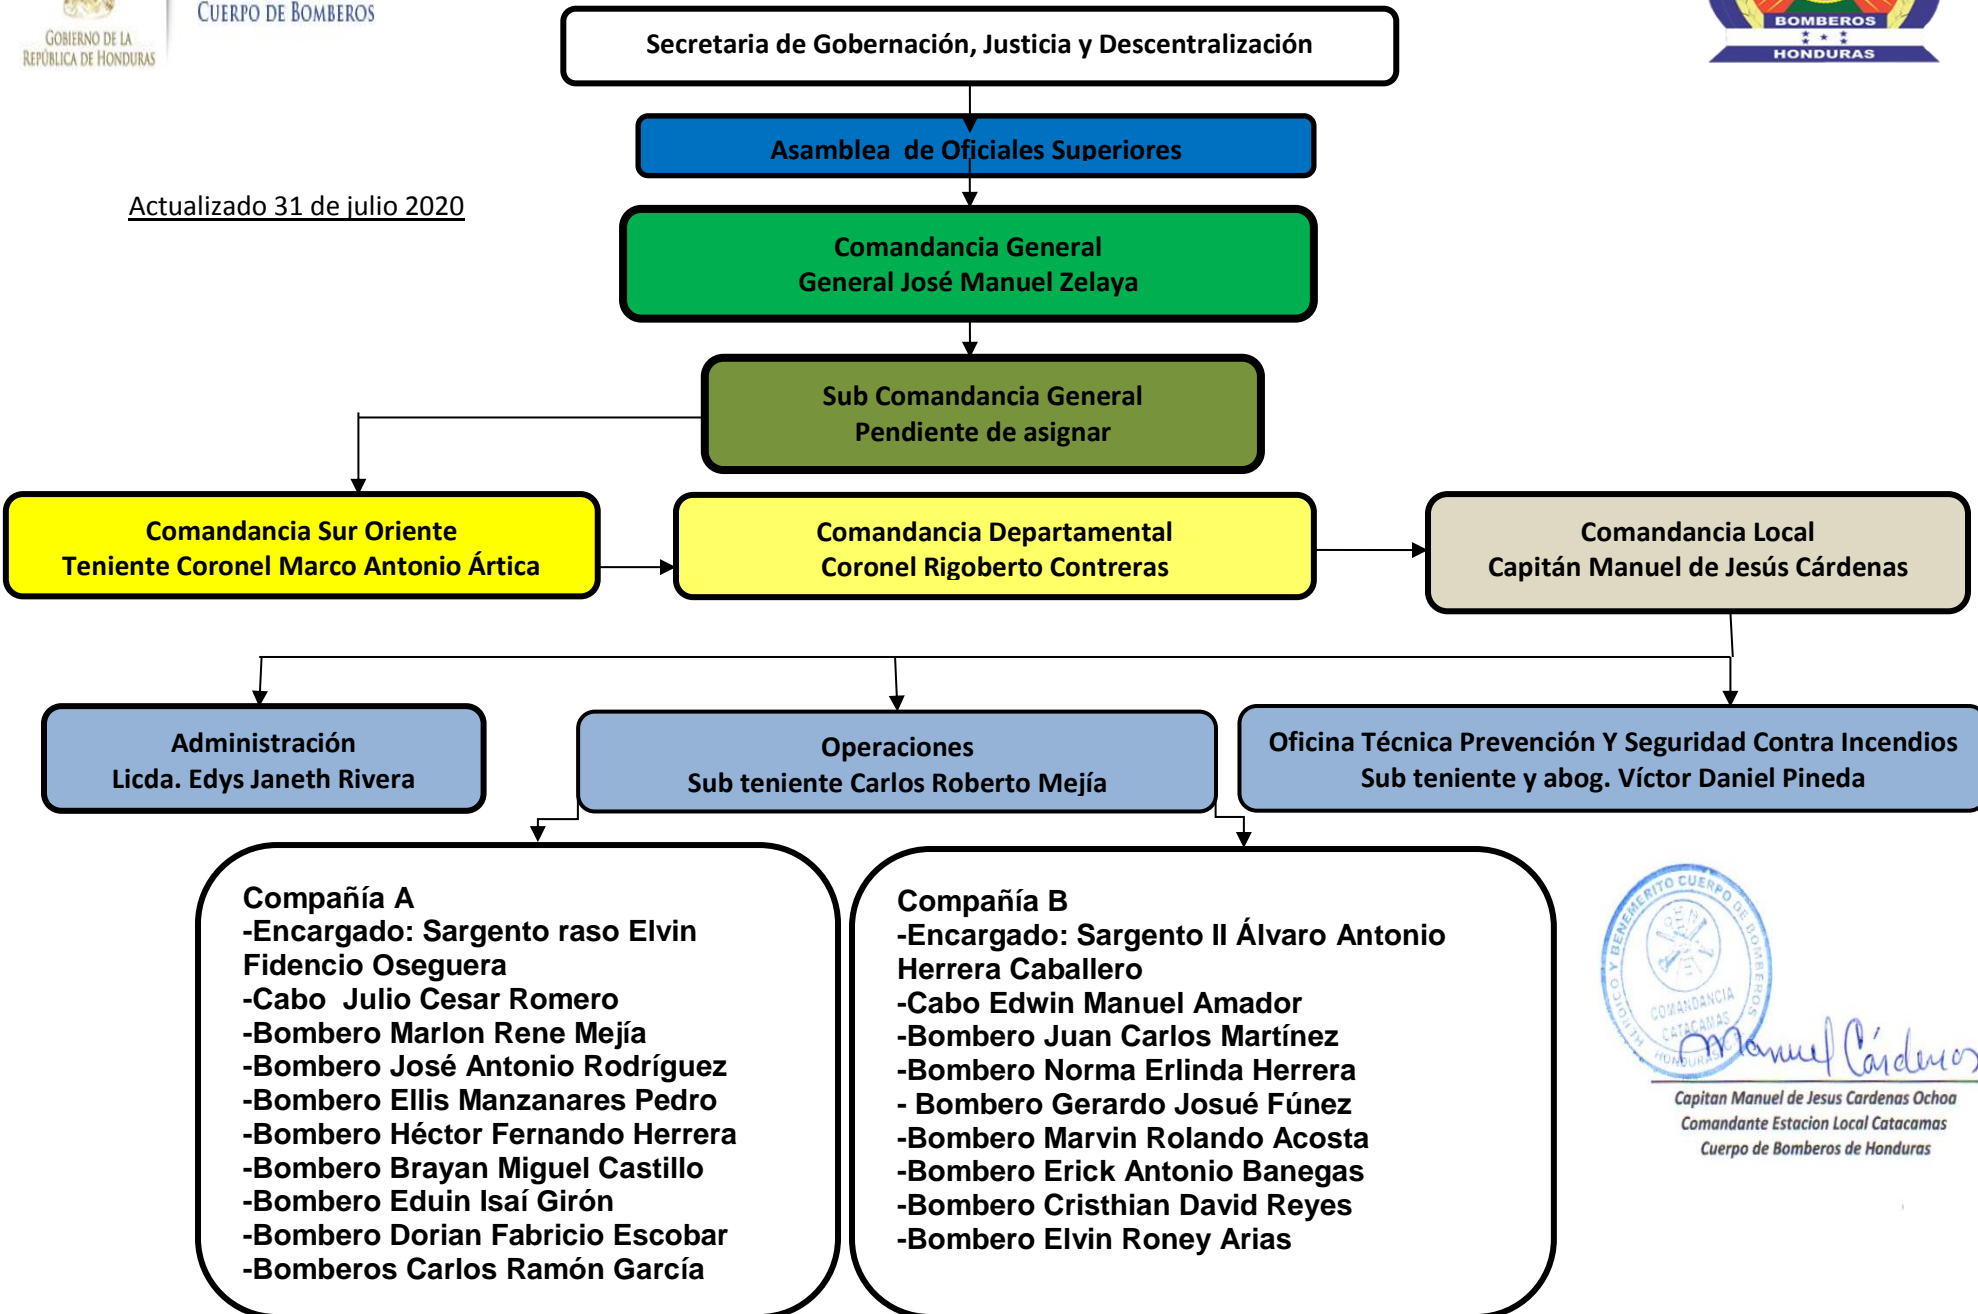 CUERPO DE BOMBEROS
GOBIERNO DE LA
REPÚBLICA DE HONDURAS
BOMBEROS
HONDURAS
Secretaria de Gobernación, Justicia y Descentralización
Asamblea de Oficiales Superiores
Actualizado 31 de julio 2020
Comandancia General
General José Manuel Zelaya
Sub Comandancia General
Pendiente de asignar
Comandancia Sur Oriente
Teniente Coronel Marco Antonio Ártica
Comandancia Departamental
Coronel Rigoberto Contreras
Comandancia Local
Capitán Manuel de Jesús Cárdenas
Administración
Licda. Edys Janeth Rivera
Operaciones
Sub teniente Carlos Roberto Mejía
Oficina Técnica Prevención Y Seguridad Contra Incendios
Sub teniente y abog. Víctor Daniel Pineda
Compañía A
-Encargado: Sargento raso Elvin
Fidencio Oseguera
-Cabo Julio Cesar Romero
-Bombero Marlon Rene Mejía
-Bombero José Antonio Rodríguez
-Bombero Ellis Manzanares Pedro
-Bombero Héctor Fernando Herrera
-Bombero Brayan Miguel Castillo
-Bombero Eduin Isaí Girón
-Bombero Dorian Fabricio Escobar
-Bomberos Carlos Ramón García
Compañía B
-Encargado: Sargento II Álvaro Antonio
Herrera Caballero
-Cabo Edwin Manuel Amador
-Bombero Juan Carlos Martínez
-Bombero Norma Erlinda Herrera
- Bombero Gerardo Josué Fúnez
-Bombero Marvin Rolando Acosta
-Bombero Erick Antonio Banegas
-Bombero Cristhian David Reyes
-Bombero Elvin Roney Arias
HEROICO Y BENEMERITO CUERPO DE BOMBEROS
COMANDANCIA
CATACAMAS
HONDURAS
Manuel Cárdenas
Capitan Manuel de Jesus Cardenas Ochoa
Comandante Estacion Local Catacamas
Cuerpo de Bomberos de Honduras